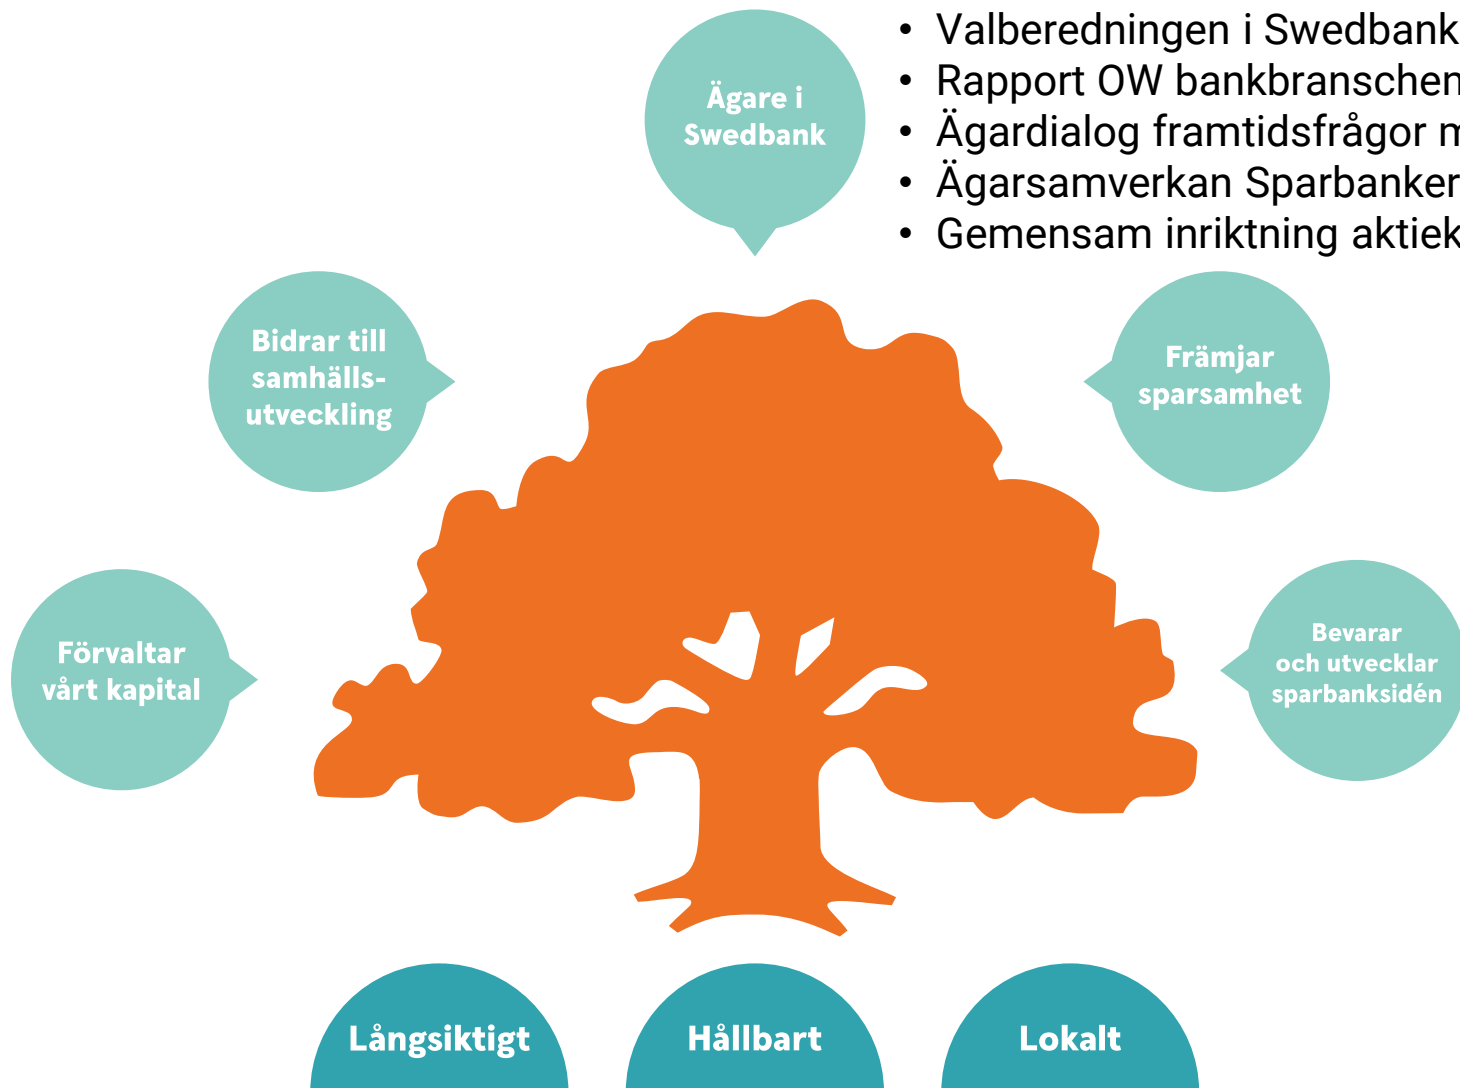 • Valberedningen i Swedbank
• Rapport OW bankbranschen
• Ägardialog framtidsfrågor
• Ägarsamverkan Sparbanker
• Gemensam inriktning
Ägare i
Swedbank
Bidrar till
samhälls-
utveckling
Främjar
sparsamhet
Förvaltar
vårt kapital
Bevarar
och utvecklar
sparbanksidén
Långsiktigt
Hållbart
Lokalt